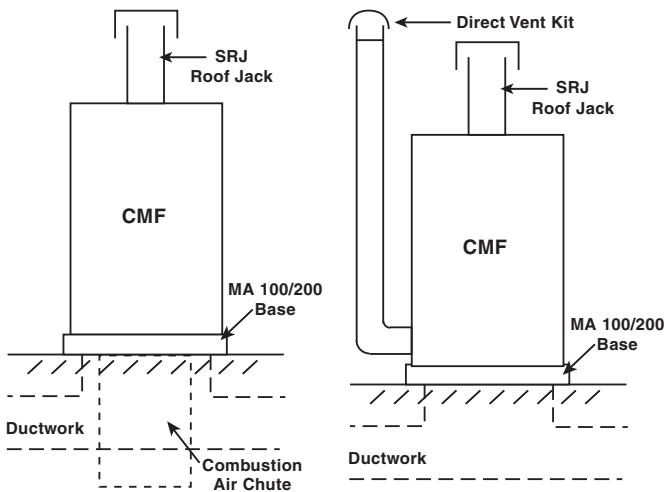 SRJ
Roof Jack
CMF
MA 100/200
Base
Ductwork
Combustion
Air Chute
Direct Vent Kit
SRJ
Roof Jack
CMF
MA 100/200
Base
Ductwork